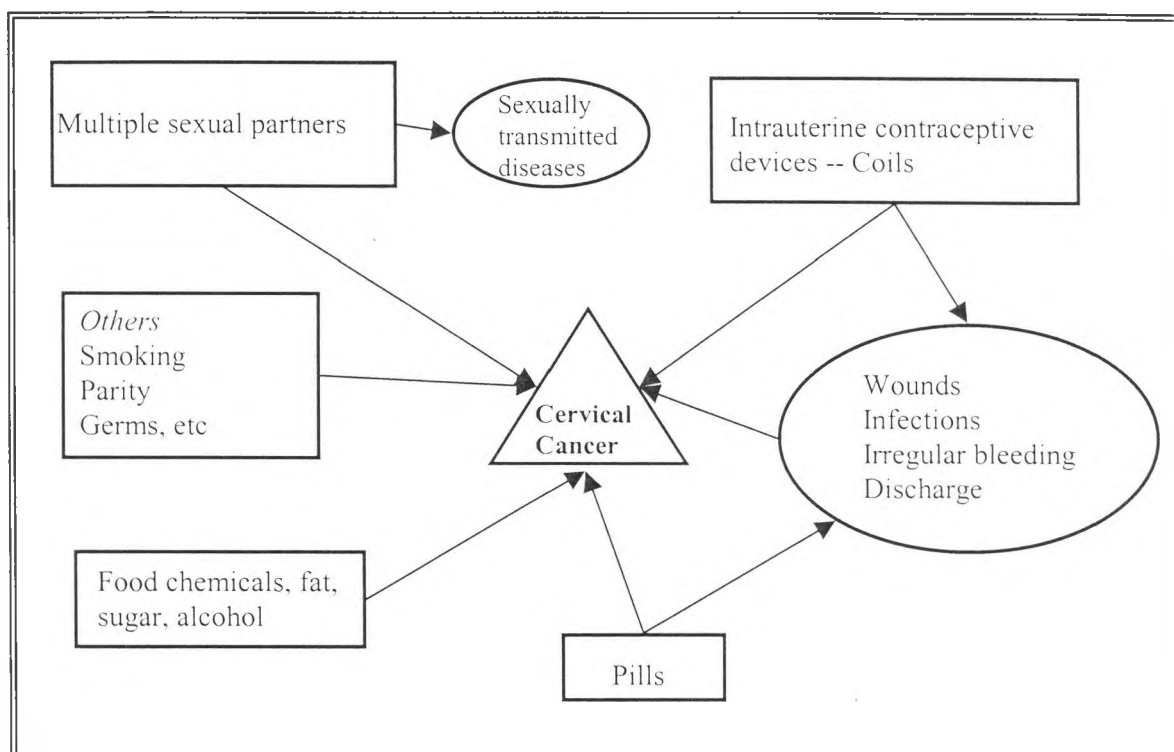 Multiple sexual partners
Sexually
transmitted
diseases
Intrauterine contraceptive
devices -- Coils
Others
Smoking
Parity
Germs, etc
Cervical
Cancer
Wounds
Infections
Irregular bleeding
Discharge
Food chemicals, fat,
sugar, alcohol
Pills